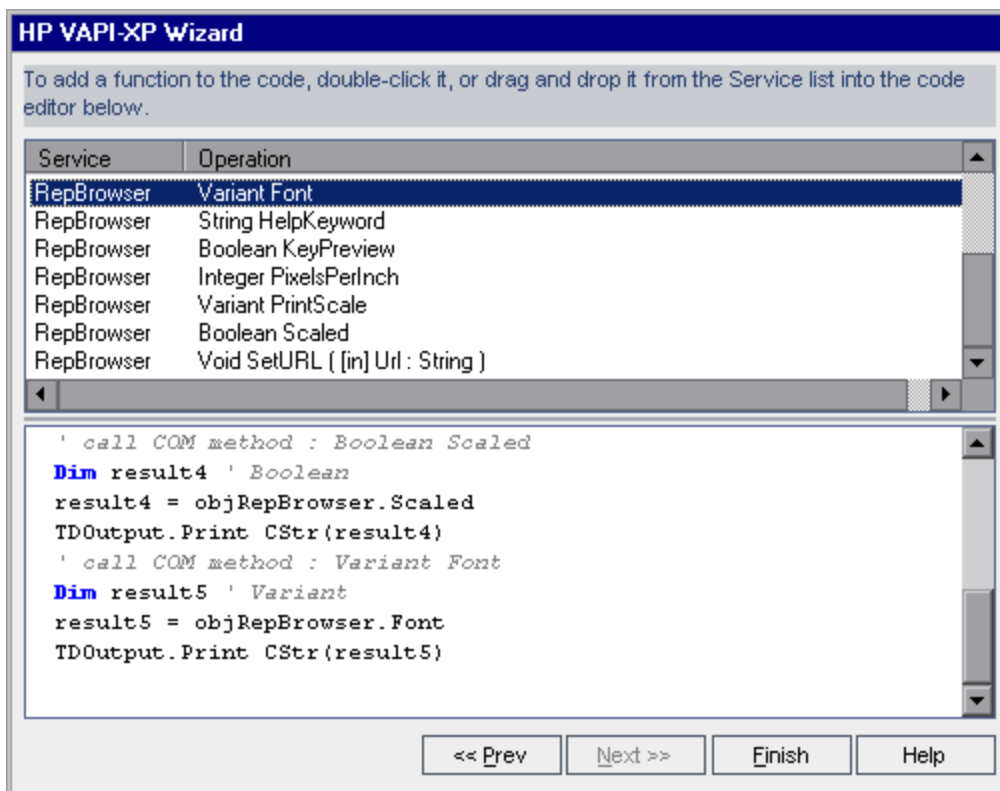 HP VAPI-XP Wizard
To add a function to the code, double-click it, or drag and drop it from the Service list into the code
editor below.
Service Operation
RepBrowser Variant Font
RepBrowser String HelpKeyword
RepBrowser Boolean KeyPreview
RepBrowser Integer PixelsPerInch
RepBrowser Variant PrintScale
RepBrowser Boolean Scaled
RepBrowser Void SetURL ( [in] Url : String )
' call COM method : Boolean Scaled
Dim result4 ' Boolean
result4 = objRepBrowser.Scaled
TDOutput.Print CStr(result4)
' call COM method : Variant Font
Dim result5 ' Variant
result5 = objRepBrowser.Font
TDOutput.Print CStr(result5)
<< Prev Next >> Finish Help